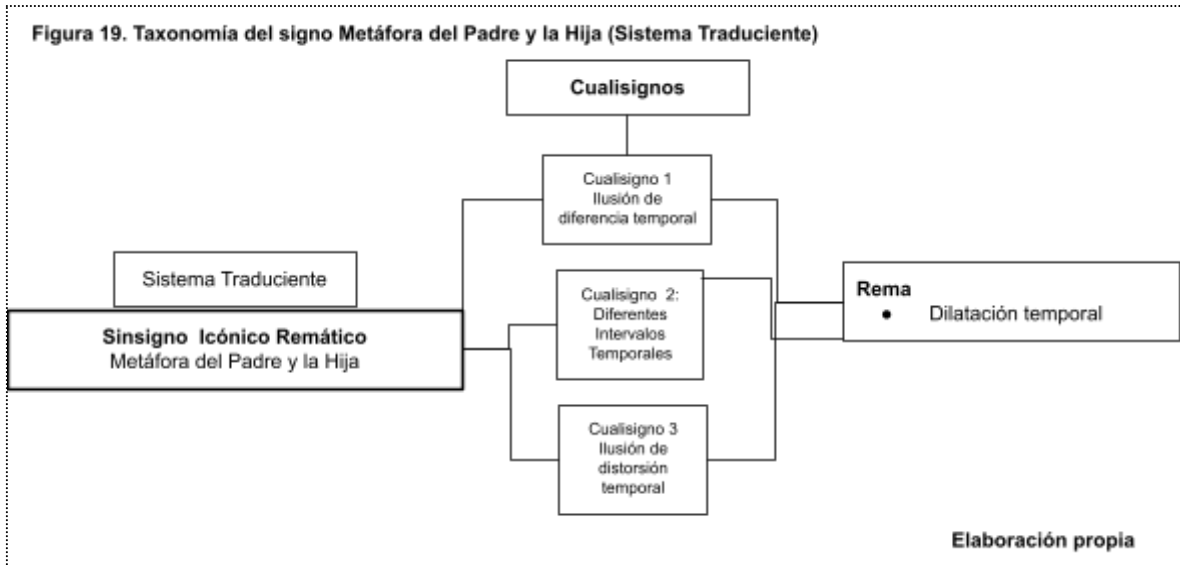 Figura 19. Taxonomía del signo Metáfora del Padre y la Hija (Sistema Traduciente)
Cualisignos
Cualisigno 1
Ilusión de
diferencia temporal
Sistema Traduciente
Sinsigno Icónico Remático
Metáfora del Padre y la Hija
Cualisigno 2:
Diferentes
Intervalos
Temporales
Cualisigno 3
Ilusión de
distorsión
temporal
Rema
● Dilatación temporal
Elaboración propia